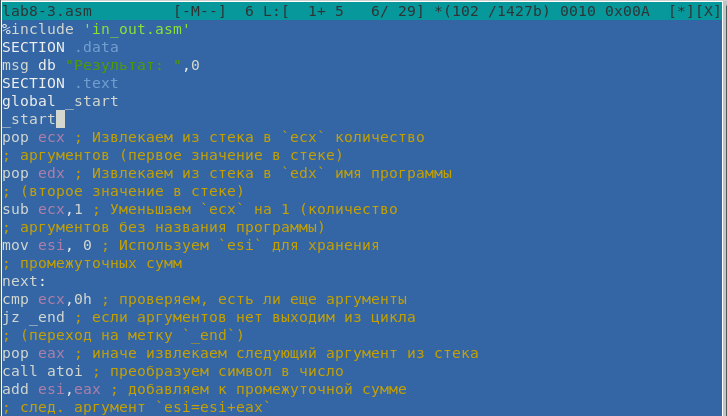 lab8-3.asm [-M--] 6 L:[ 1+ 5 6/ 29] *(102 /1427b) 0010 0x00A [*][X]
%include 'in_out.asm'
SECTION .data
msg db "Результат: ",0
SECTION .text
global _start
_start
pop ecx ; Извлекаем из стека в `ecx` количество
; аргументов (первое значение в стеке)
pop edx ; Извлекаем из стека в `edx` имя программы
; (второе значение в стеке)
sub ecx,1 ; Уменьшаем `ecx` на 1 (количество
; аргументов без названия программы)
mov esi, 0 ; Используем `esi` для хранения
; промежуточных сумм
next:
cmp ecx,0h ; проверяем, есть ли еще аргументы
jz _end ; если аргументов нет выходим из цикла
; (переход на метку `_end`)
pop eax ; иначе извлекаем следующий аргумент из стека
call atoi ; преобразуем символ в число
add esi,eax ; добавляем к промежуточной сумме
; след. аргумент `esi=esi+eax`